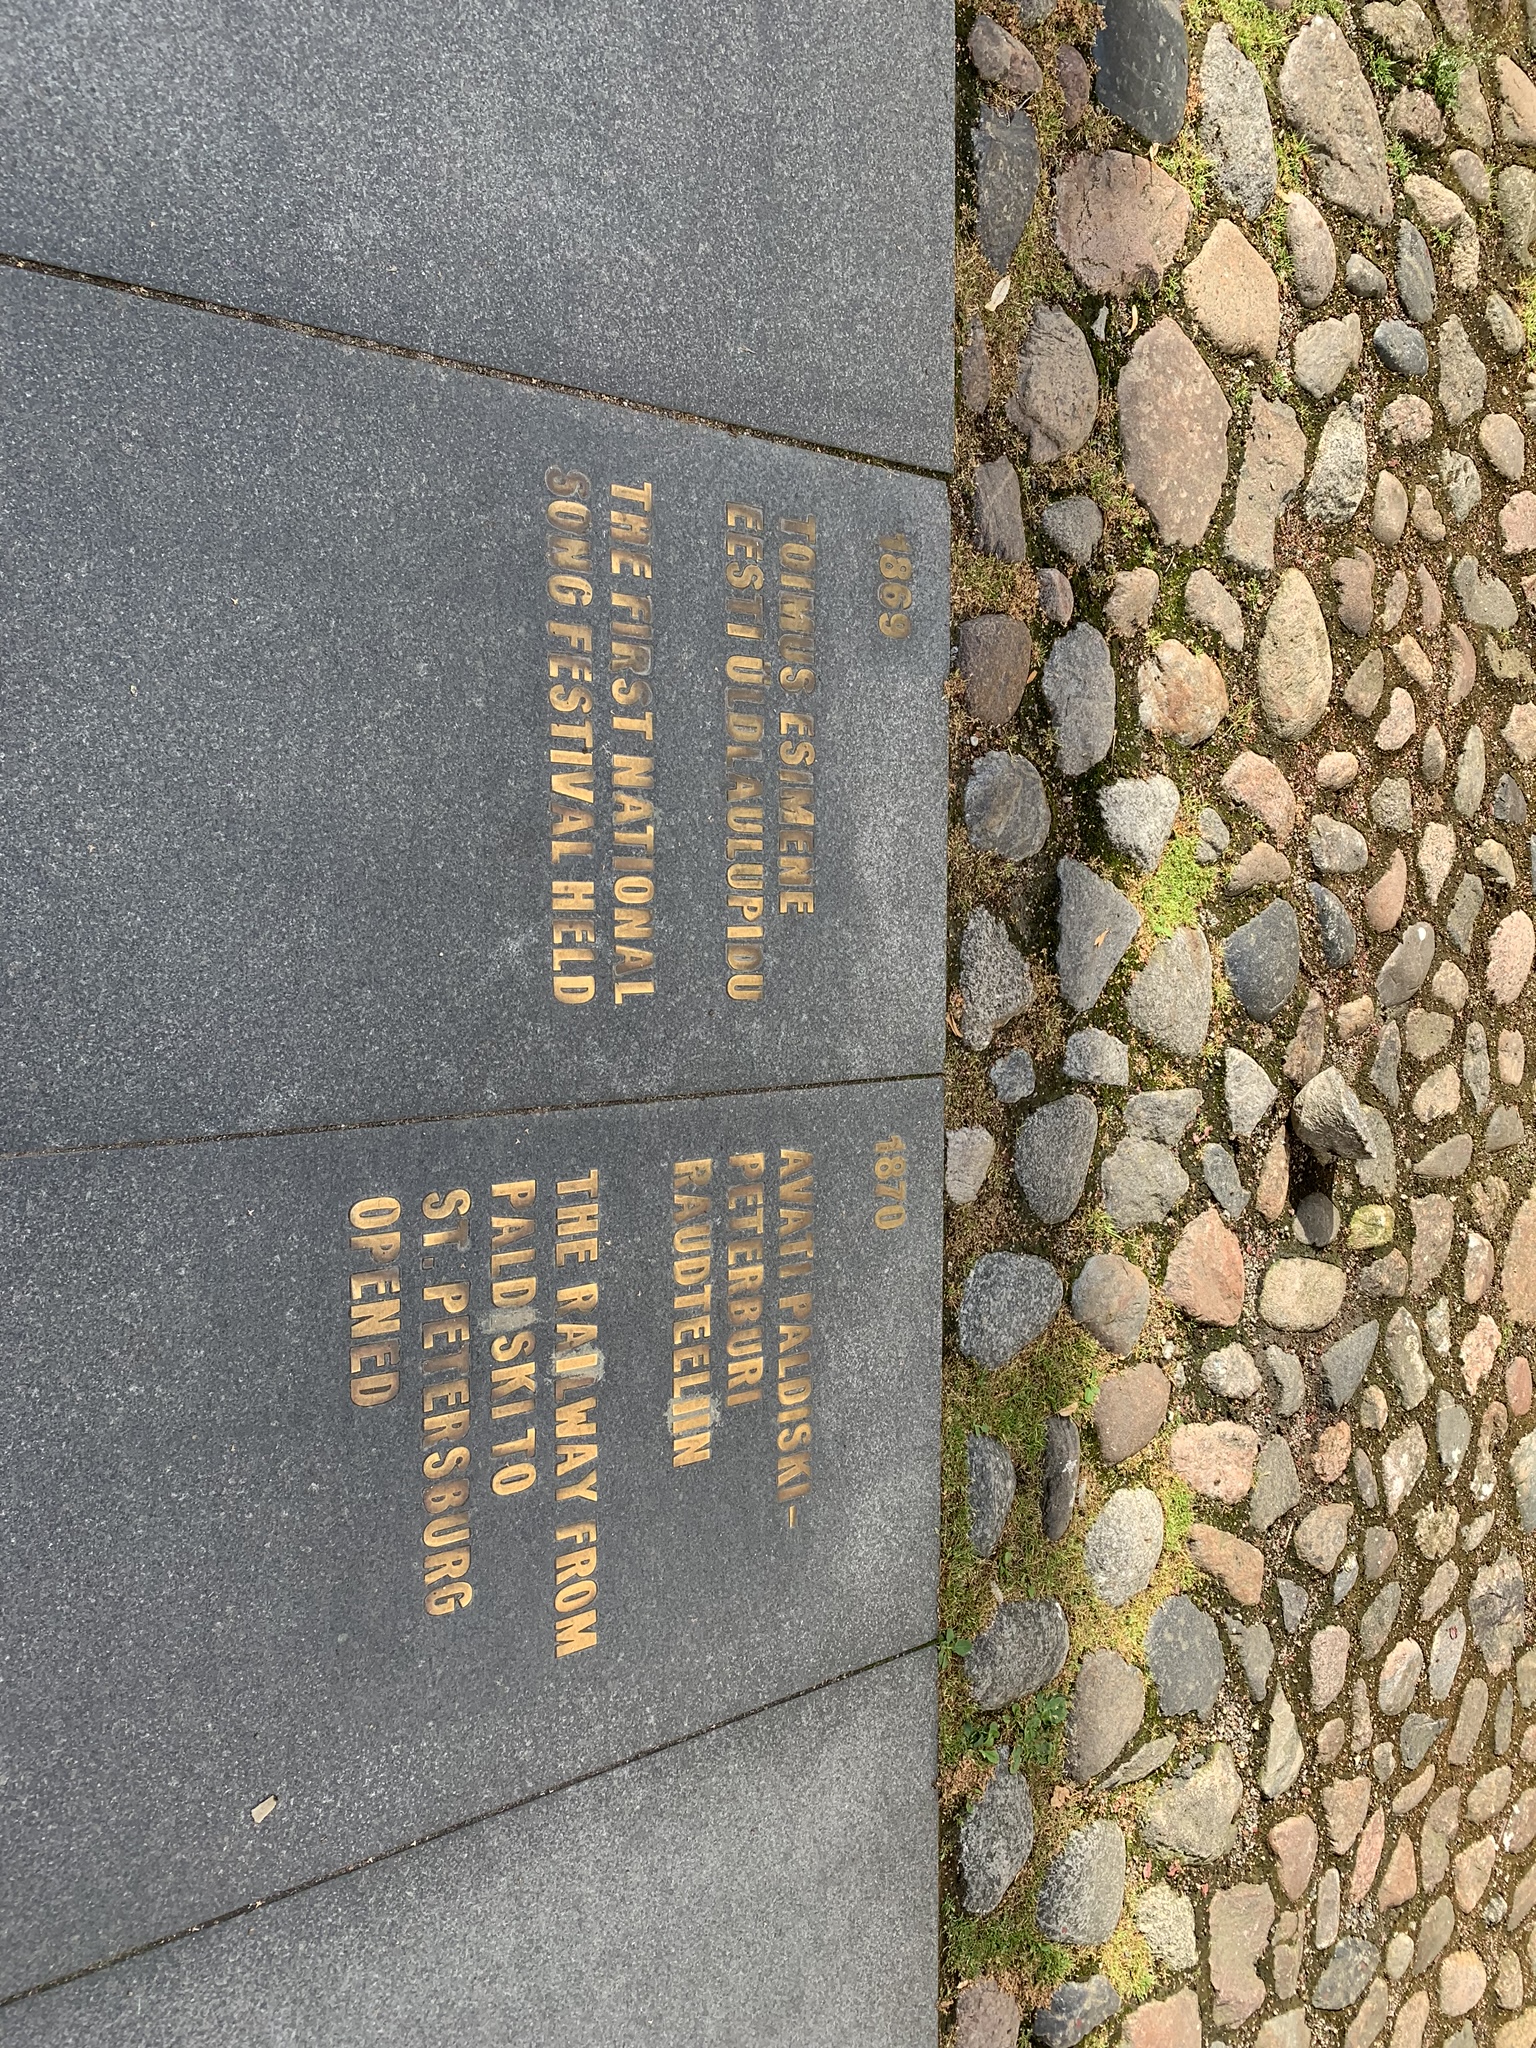 1869
TOIMUS ESIMENE
EESTI ÜLDLAULUPIDU
THE FIRST NATIONAL
SONG FESTIVAL HELD
1870
AVATI PALDISKI–
PETERBURI
RAUDTEELIIN
THE RAILWAY FROM
PALDISKI TO
ST. PETERSBURG
OPENED